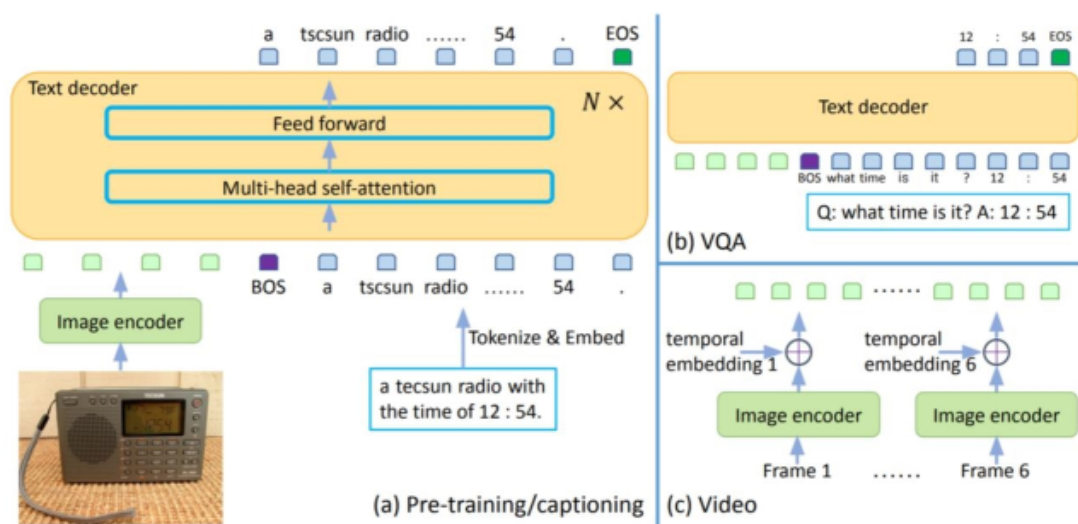 a tscsun radio ...... 54 . EOS
Text decoder
N ×
Feed forward
Multi-head self-attention
BOS a tscsun radio ...... 54 .
Image encoder
Tokenize & Embed
a tecsun radio with
the time of 12 : 54.
TECSUN
(a) Pre-training/captioning
12 : 54 EOS
Text decoder
BOS what time is it ? 12 : 54
Q: what time is it? A: 12 : 54
(b) VQA
......
temporal
embedding 1
temporal
embedding 6
Image encoder
Image encoder
Frame 1 ...... Frame 6
(c) Video